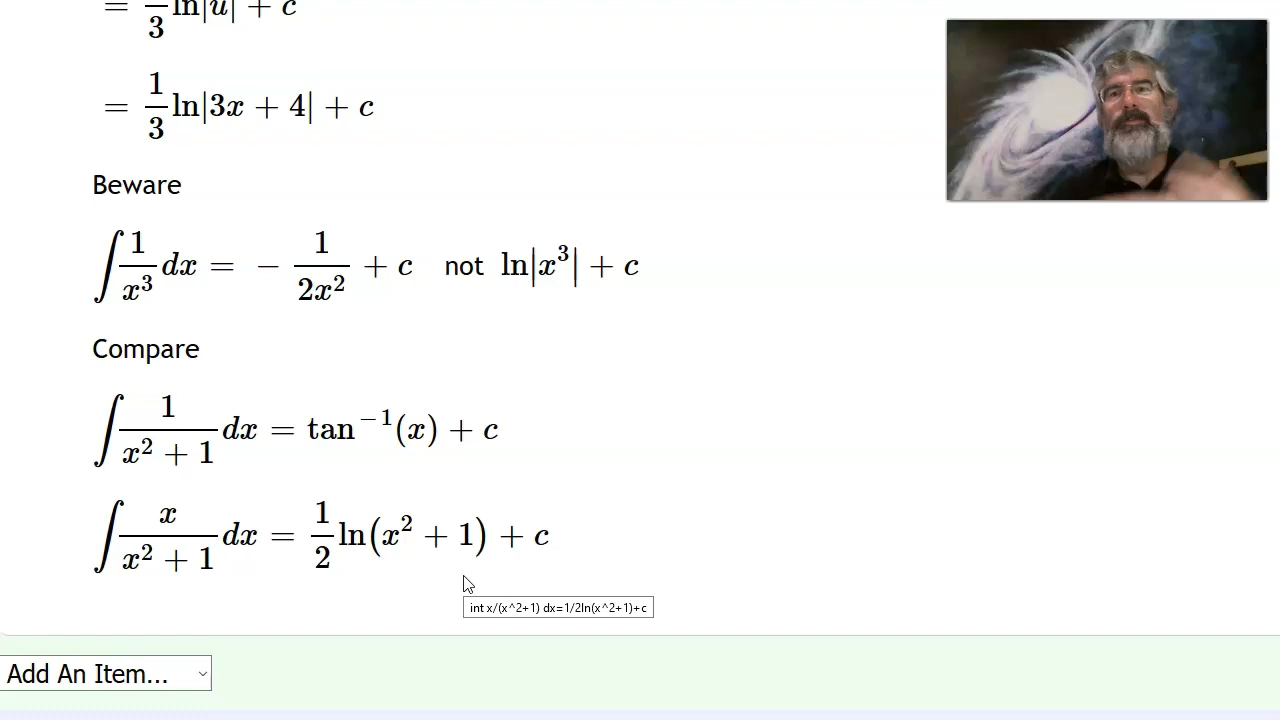 = 1/3 ln|u| + c
= 1/3 ln|3x + 4| + c
Beware
∫ 1/x³ dx = − 1/2x² + c not ln|x³| + c
Compare
∫ 1/x² + 1 dx = tan⁻¹(x) + c
∫ x/x² + 1 dx = 1/2 ln(x² + 1) + c
int x/(x^2+1) dx=1/2ln(x^2+1)+c
Add An Item...